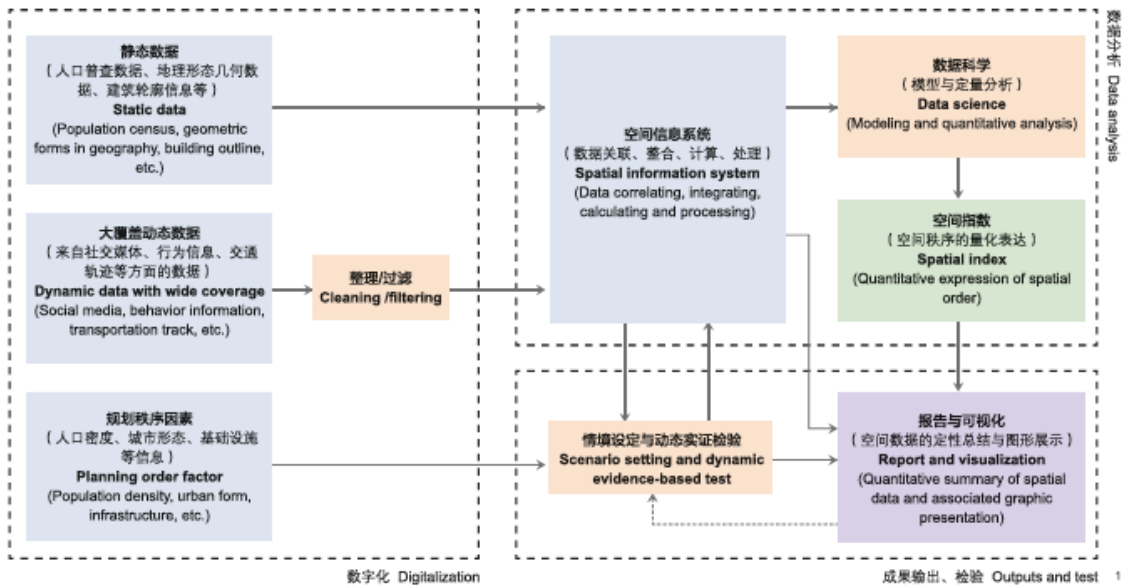 静态数据
（人口普查数据、地理形态几何数
据、建筑轮廓信息等）
Static data
(Population census, geometric
forms in geography, building outline,
etc.)
大覆盖动态数据
（来自社交媒体、行为信息、交通
轨迹等方面的数据）
Dynamic data with wide coverage
(Social media, behavior information,
transportation track, etc.)
整理/过滤
Cleaning /filtering
规划秩序因素
（人口密度、城市形态、基础设施
等信息）
Planning order factor
(Population density, urban form,
infrastructure, etc.)
数字化 Digitalization
空间信息系统
（数据关联、整合、计算、处理）
Spatial information system
(Data correlating, integrating,
calculating and processing)
数据科学
（模型与定量分析）
Data science
(Modeling and quantitative analysis)
空间指数
（空间秩序的量化表达）
Spatial index
(Quantitative expression of spatial
order)
数据分析 Data analysis
情境设定与动态实证检验
Scenario setting and dynamic
evidence-based test
报告与可视化
（空间数据的定性总结与图形展示）
Report and visualization
(Quantitative summary of spatial
data and associated graphic
presentation)
成果输出、检验 Outputs and test
1